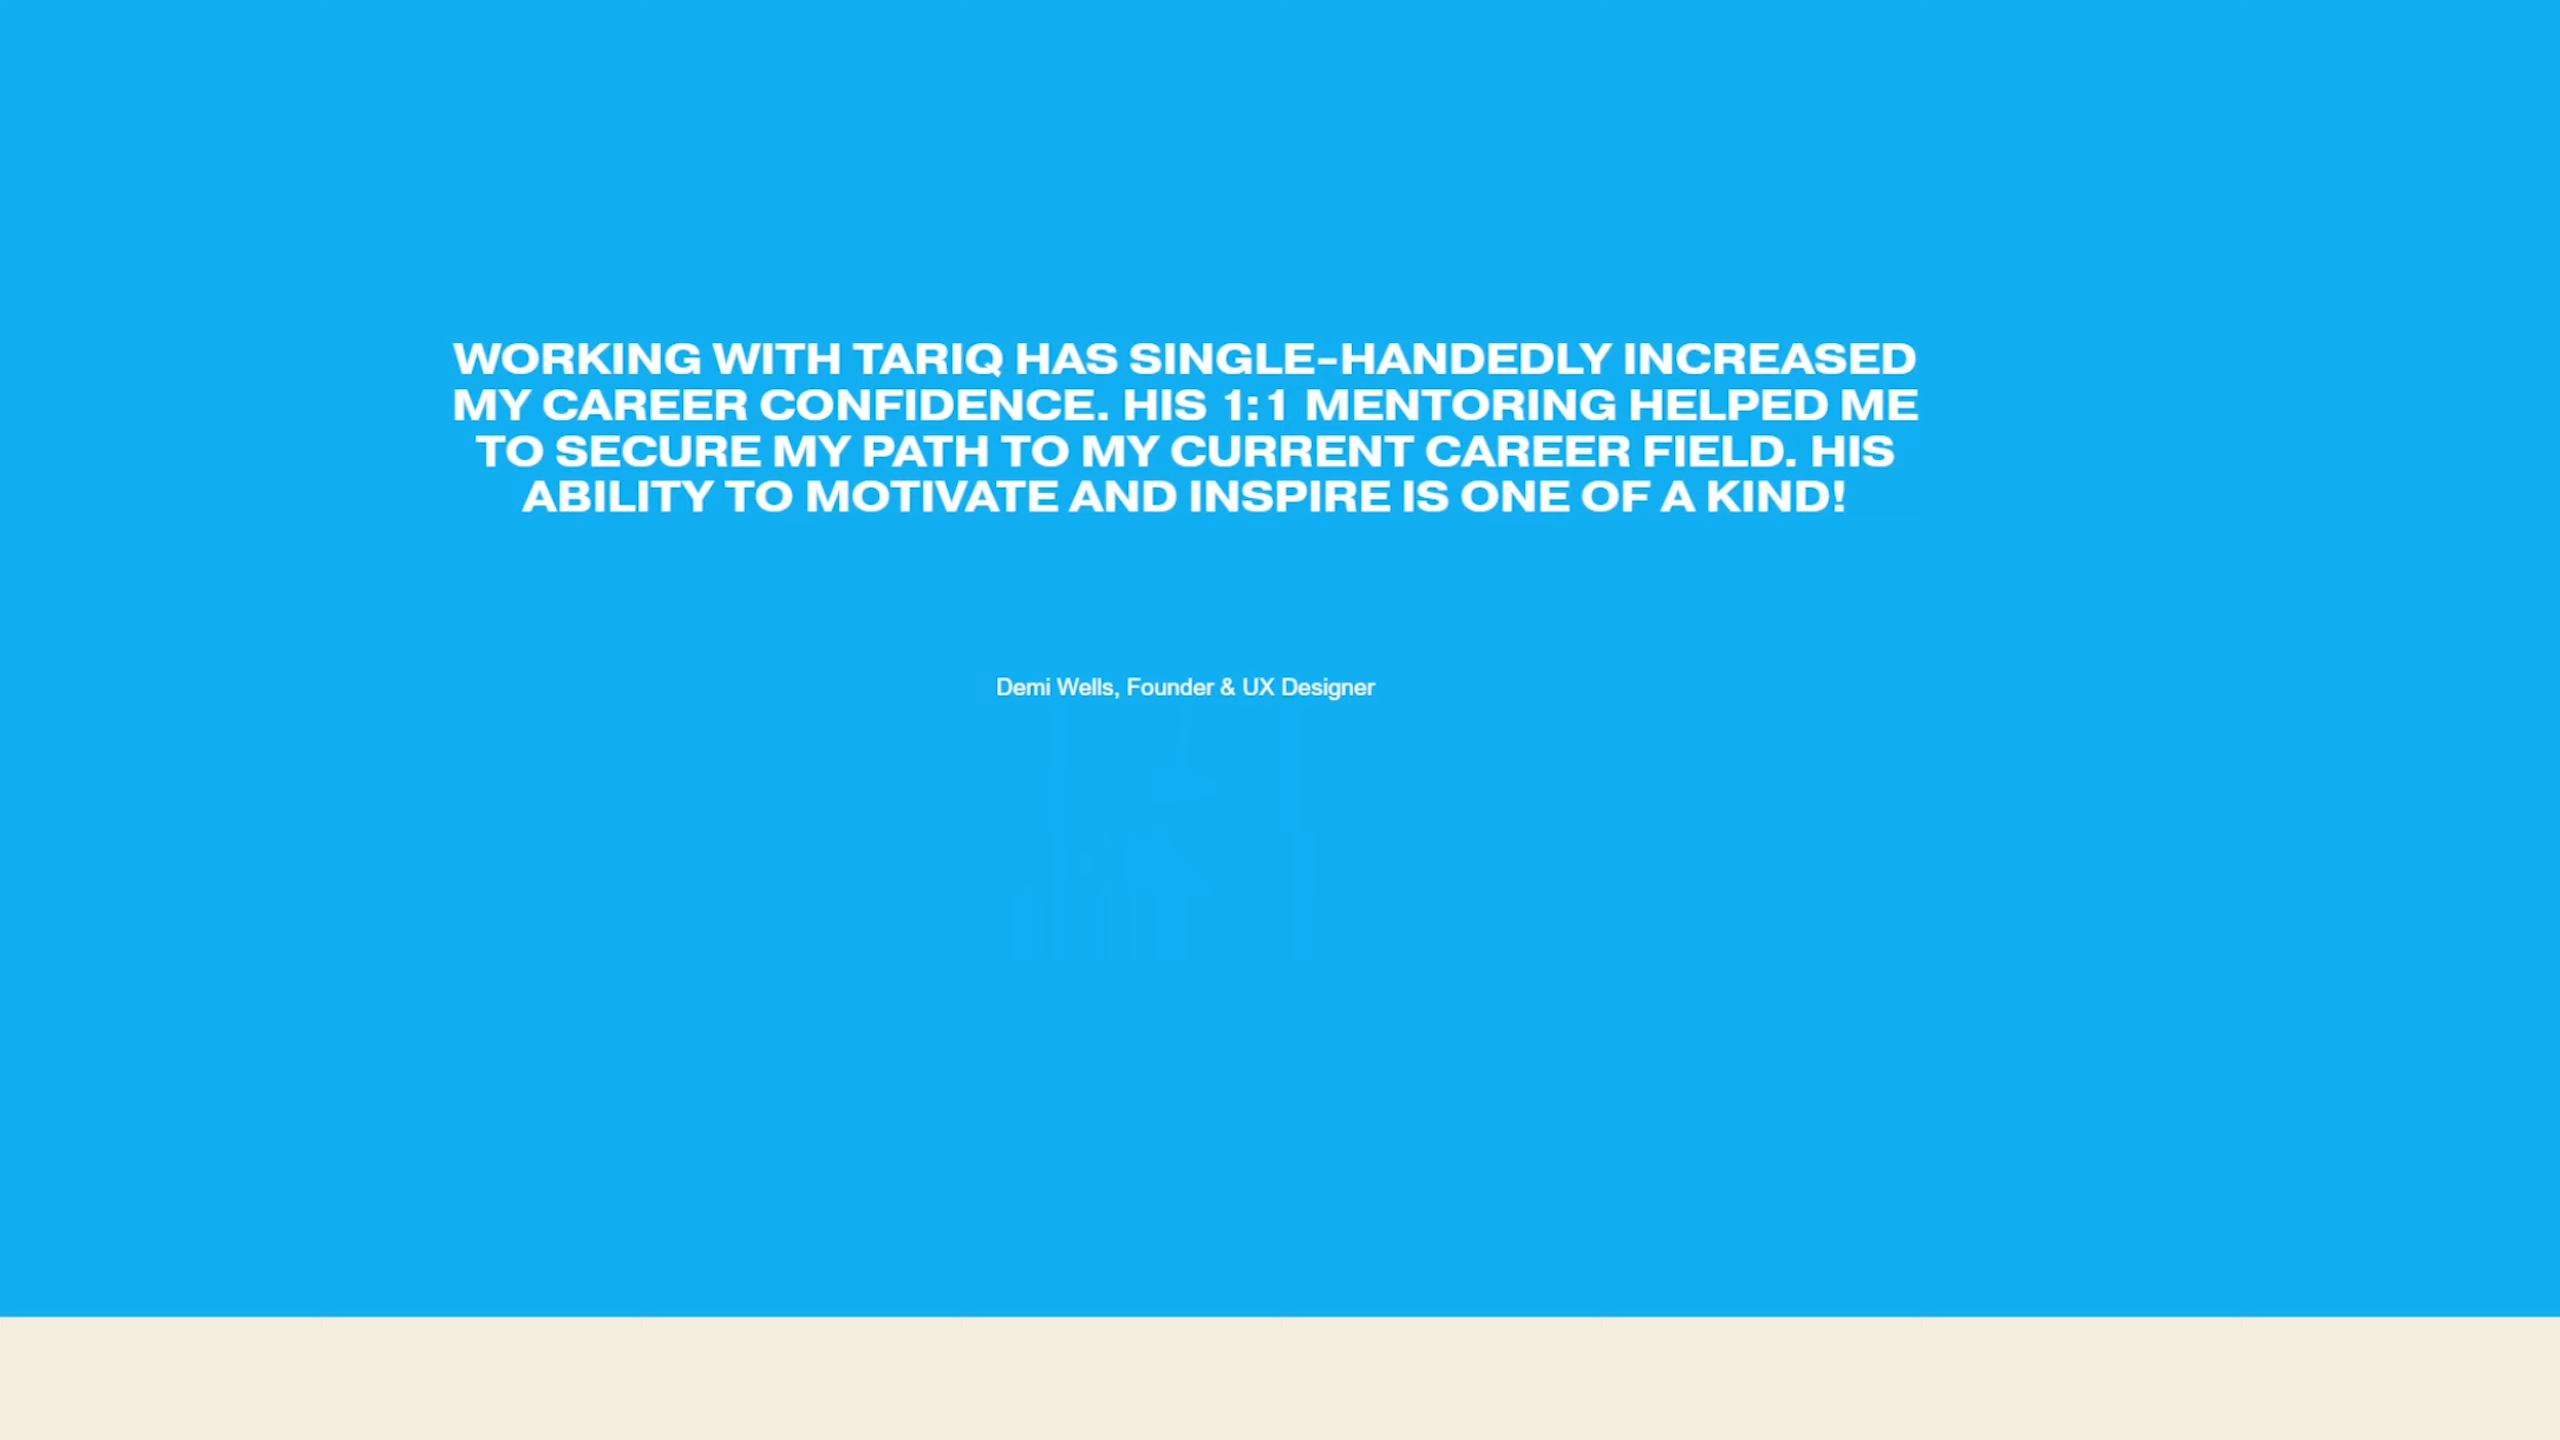 WORKING WITH TARIQ HAS SINGLE-HANDEDLY INCREASED
MY CAREER CONFIDENCE. HIS 1:1 MENTORING HELPED ME
TO SECURE MY PATH TO MY CURRENT CAREER FIELD. HIS
ABILITY TO MOTIVATE AND INSPIRE IS ONE OF A KIND!
Demi Wells, Founder & UX Designer